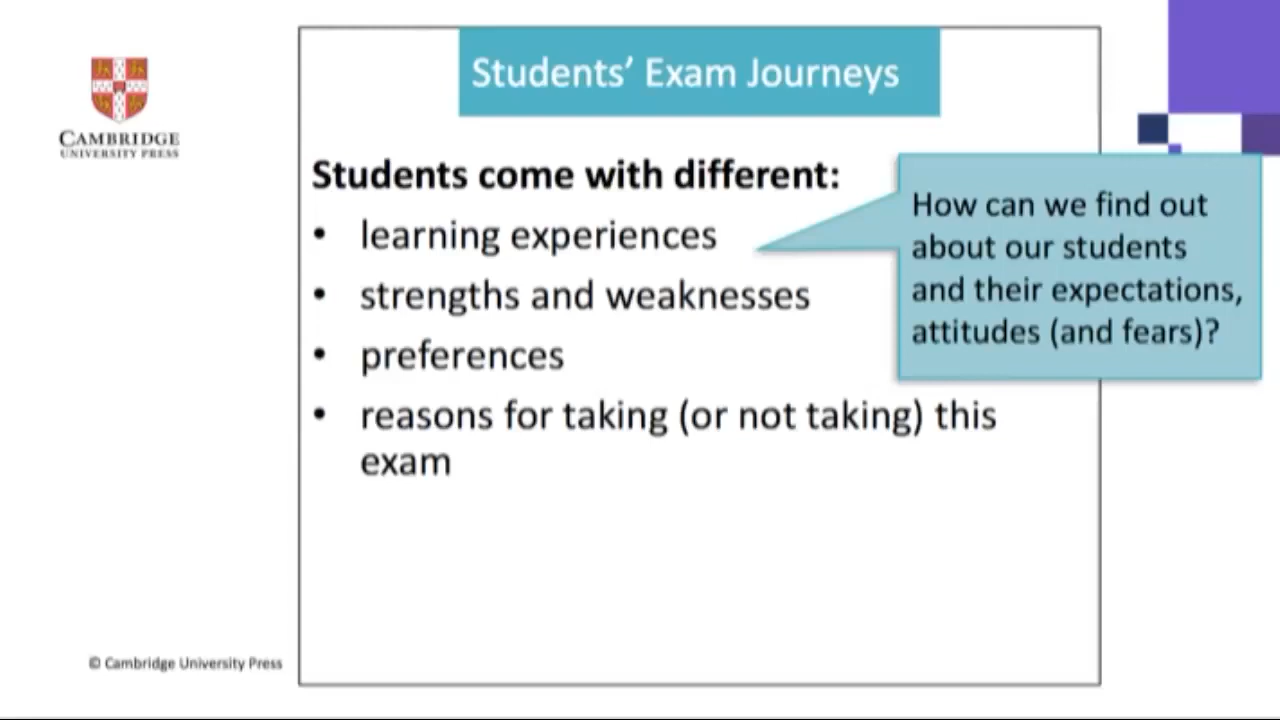 Students’ Exam Journeys
CAMBRIDGE
UNIVERSITY PRESS
Students come with different:
• learning experiences
• strengths and weaknesses
• preferences
• reasons for taking (or not taking) this
exam
How can we find out
about our students
and their expectations,
attitudes (and fears)?
© Cambridge University Press